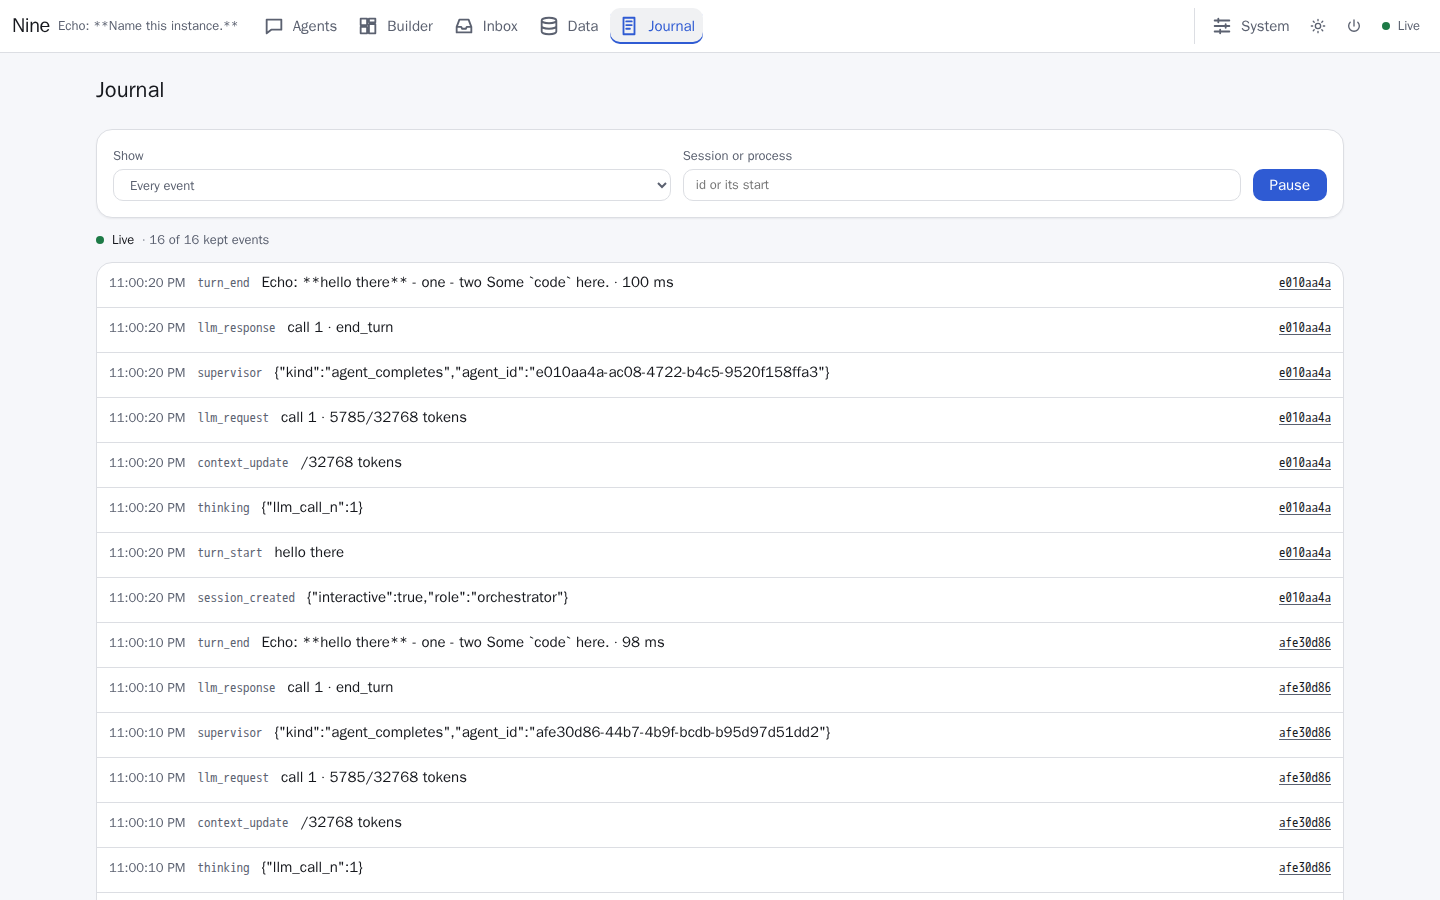 Nine Echo: **Name this instance.** Agents Builder Inbox Data Journal System Live
Journal
Show Session or process
Every event id or its start Pause
Live · 16 of 16 kept events
11:00:20 PM turn_end Echo: **hello there** - one - two Some `code` here. · 100 ms e010aa4a
11:00:20 PM llm_response call 1 · end_turn e010aa4a
11:00:20 PM supervisor {"kind":"agent_completes","agent_id":"e010aa4a-ac08-4722-b4c5-9520f158ffa3"} e010aa4a
11:00:20 PM llm_request call 1 · 5785/32768 tokens e010aa4a
11:00:20 PM context_update /32768 tokens e010aa4a
11:00:20 PM thinking {"llm_call_n":1} e010aa4a
11:00:20 PM turn_start hello there e010aa4a
11:00:20 PM session_created {"interactive":true,"role":"orchestrator"} e010aa4a
11:00:10 PM turn_end Echo: **hello there** - one - two Some `code` here. · 98 ms afe30d86
11:00:10 PM llm_response call 1 · end_turn afe30d86
11:00:10 PM supervisor {"kind":"agent_completes","agent_id":"afe30d86-44b7-4b9f-bcdb-b95d97d51dd2"} afe30d86
11:00:10 PM llm_request call 1 · 5785/32768 tokens afe30d86
11:00:10 PM context_update /32768 tokens afe30d86
11:00:10 PM thinking {"llm_call_n":1} afe30d86